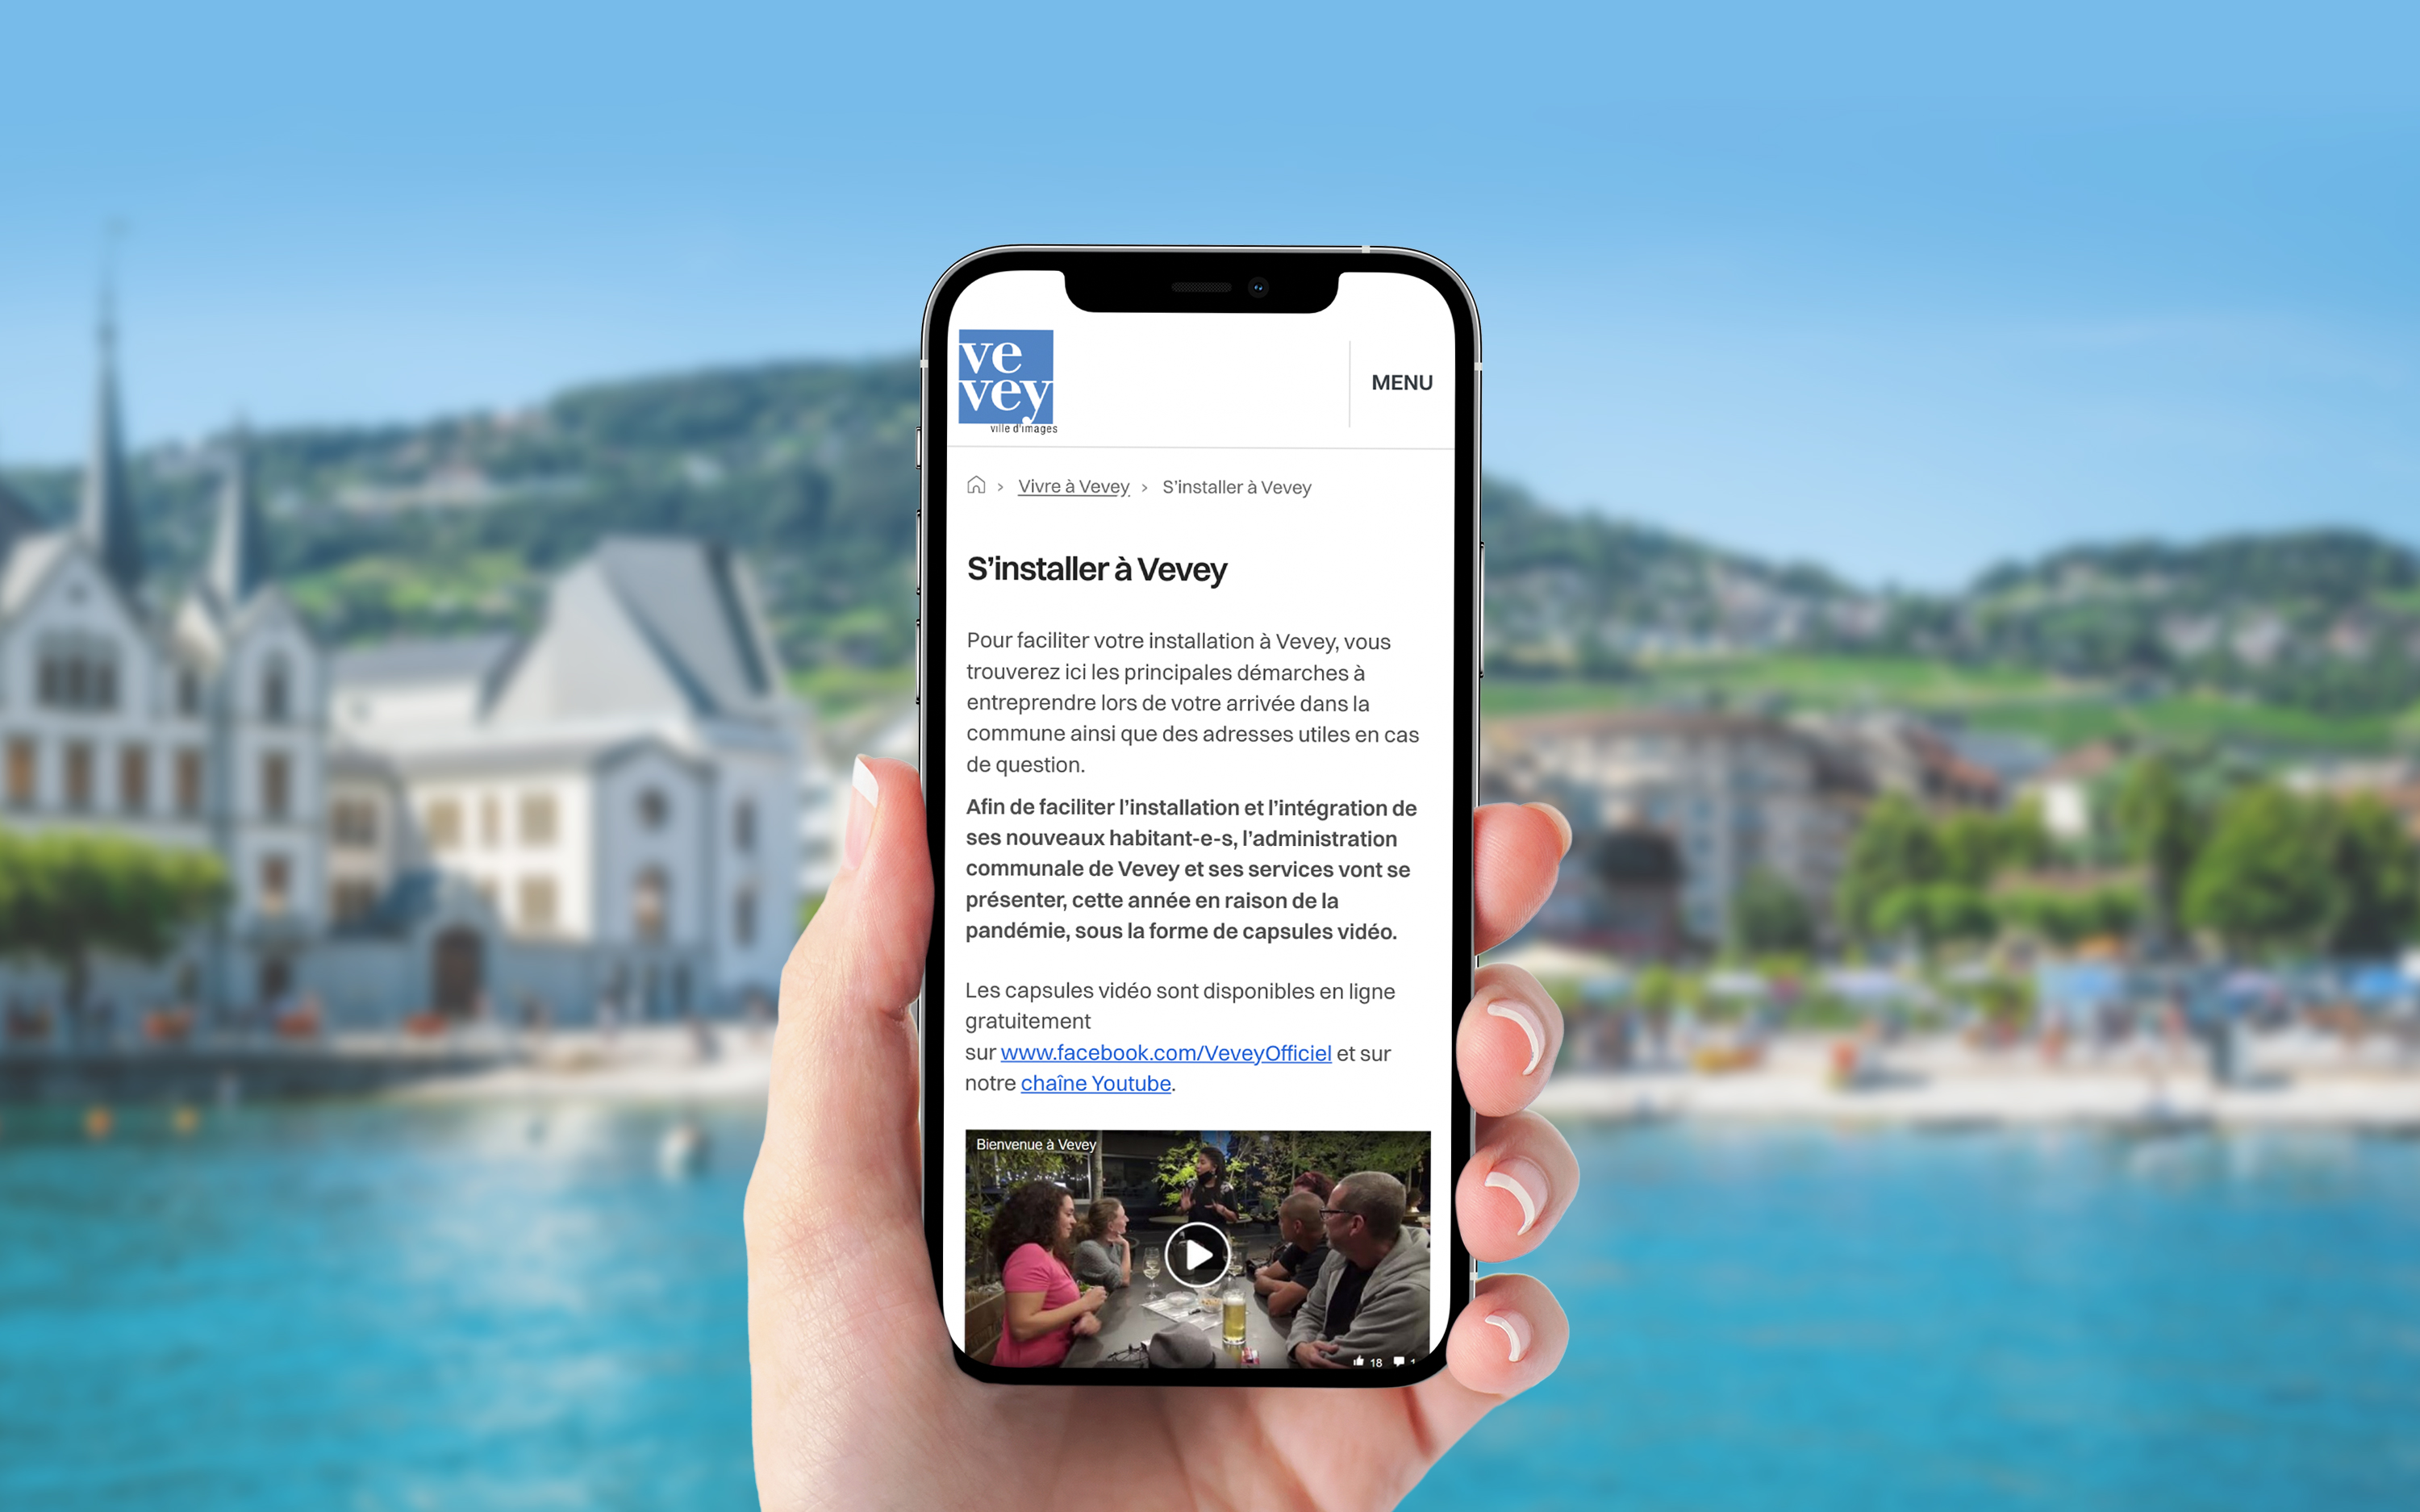 ve
vey
ville d'images
MENU
Vivre à Vevey › S'installer à Vevey
S'installer à Vevey
Pour faciliter votre installation à Vevey, vous
trouverez ici les principales démarches à
entreprendre lors de votre arrivée dans la
commune ainsi que des adresses utiles en cas
de question.
Afin de faciliter l'installation et l'intégration de
ses nouveaux habitant-e-s, l'administration
communale de Vevey et ses services vont se
présenter, cette année en raison de la
pandémie, sous la forme de capsules vidéo.
Les capsules vidéo sont disponibles en ligne
gratuitement
sur www.facebook.com/VeveyOfficiel et sur
notre chaîne Youtube.
Bienvenue à Vevey
18 1